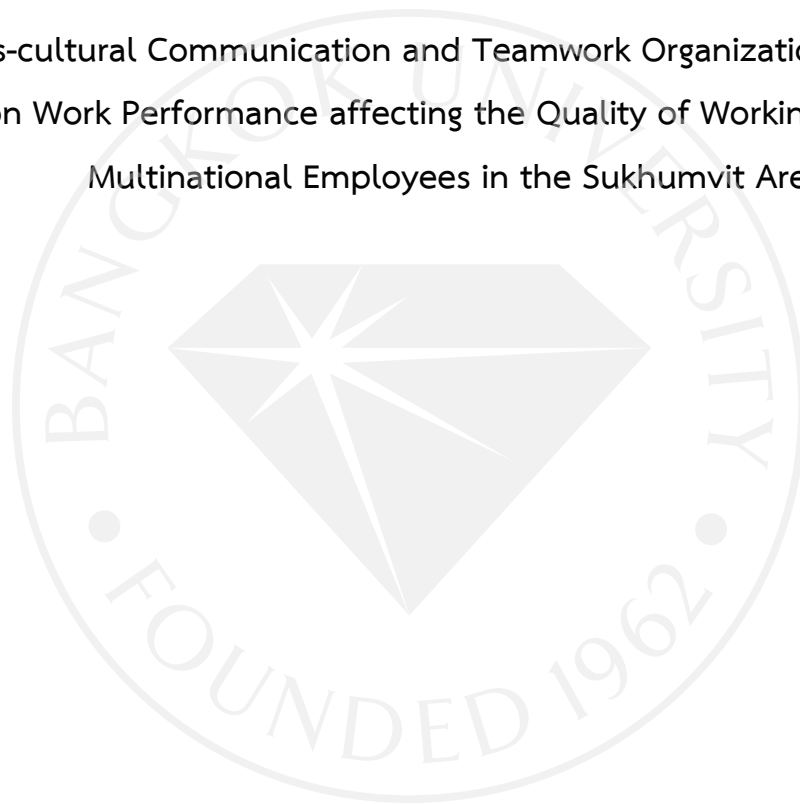 s-cultural Communication and Teamwork Organizatio
n Work Performance affecting the Quality of Workin
Multinational Employees in the Sukhumvit Are
BANGKOK UNIVERSITY
FOUNDED 1962